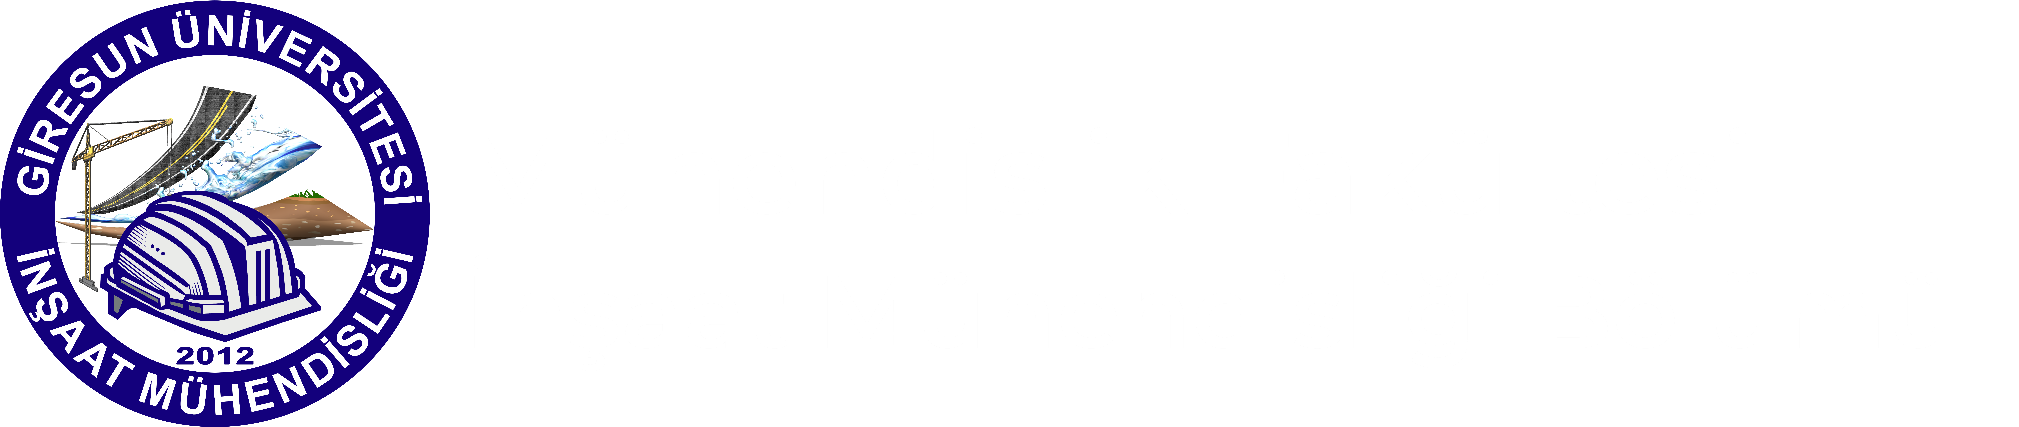 GİRESUN ÜNİVERSİTESİ
İNŞAAT MÜHENDİSLİĞİ
2012